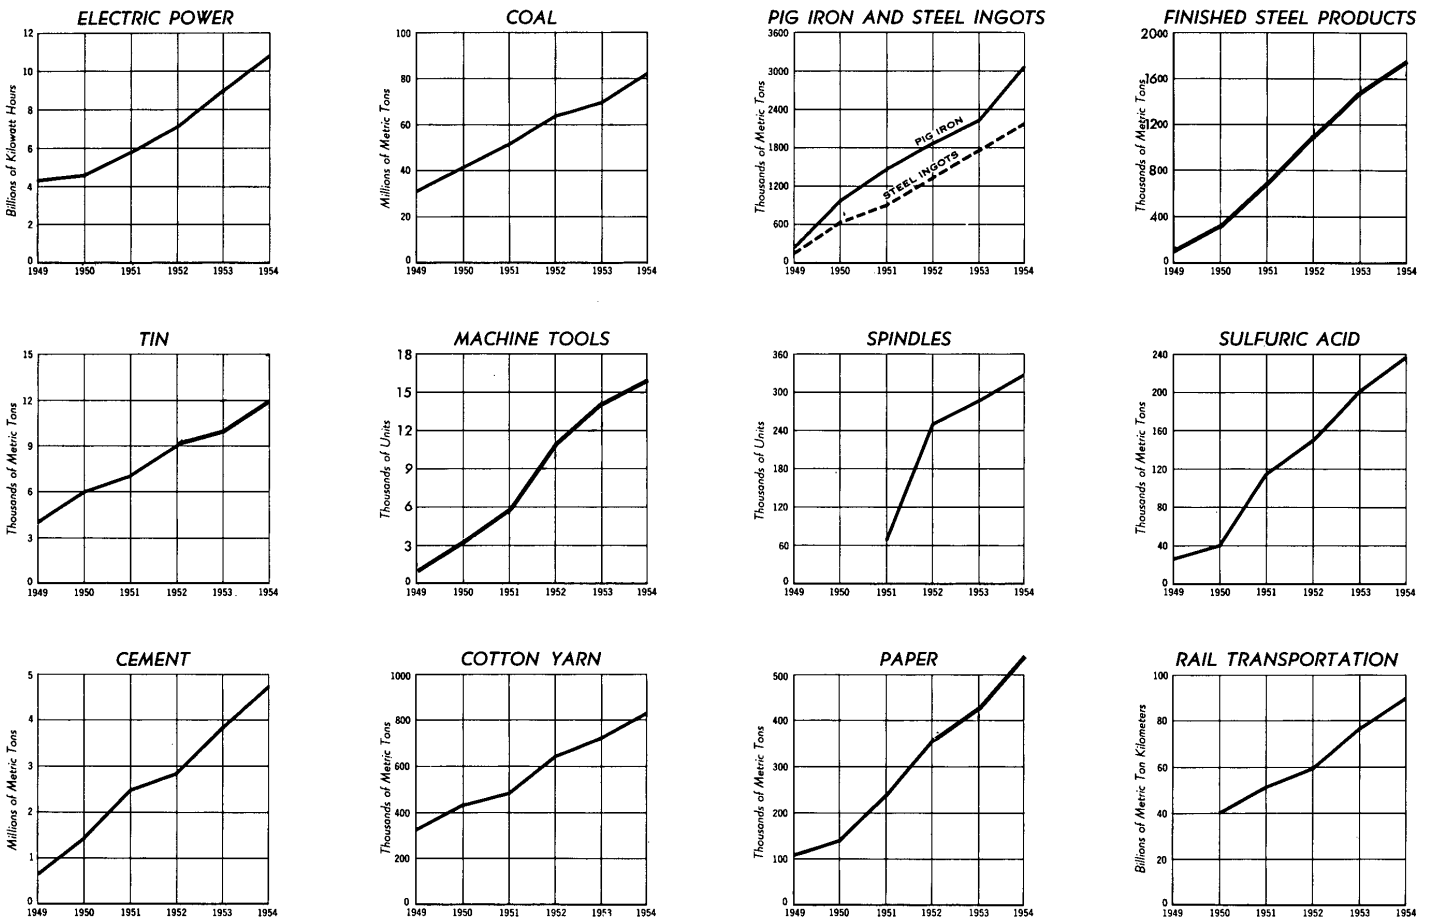 ELECTRIC POWER
Billions of Kilowatt Hours
12
10
8
6
4
2
0
1949 1950 1951 1952 1953 1954
COAL
Millions of Metric Tons
100
80
60
40
20
0
1949 1950 1951 1952 1953 1954
PIG IRON AND STEEL INGOTS
Thousands of Metric Tons
3600
3000
2400
1800
1200
600
0
PIG IRON
STEEL INGOTS
1949 1950 1951 1952 1953 1954
FINISHED STEEL PRODUCTS
Thousands of Metric Tons
2000
1600
1200
800
400
0
1949 1950 1951 1952 1953 1954
TIN
Thousands of Metric Tons
15
12
9
6
3
0
1949 1950 1951 1952 1953 1954
MACHINE TOOLS
Thousands of Units
18
15
12
9
6
3
0
1949 1950 1951 1952 1953 1954
SPINDLES
Thousands of Units
360
300
240
180
120
60
0
1949 1950 1951 1952 1953 1954
SULFURIC ACID
Thousands of Metric Tons
240
200
160
120
80
40
0
1949 1950 1951 1952 1953 1954
CEMENT
Millions of Metric Tons
5
4
3
2
1
0
1949 1950 1951 1952 1953 1954
COTTON YARN
Thousands of Metric Tons
1000
800
600
400
200
0
1949 1950 1951 1952 1953 1954
PAPER
Thousands of Metric Tons
500
400
300
200
100
0
1949 1950 1951 1952 1953 1954
RAIL TRANSPORTATION
Billions of Metric Ton Kilometers
100
80
60
40
20
0
1949 1950 1951 1952 1953 1954